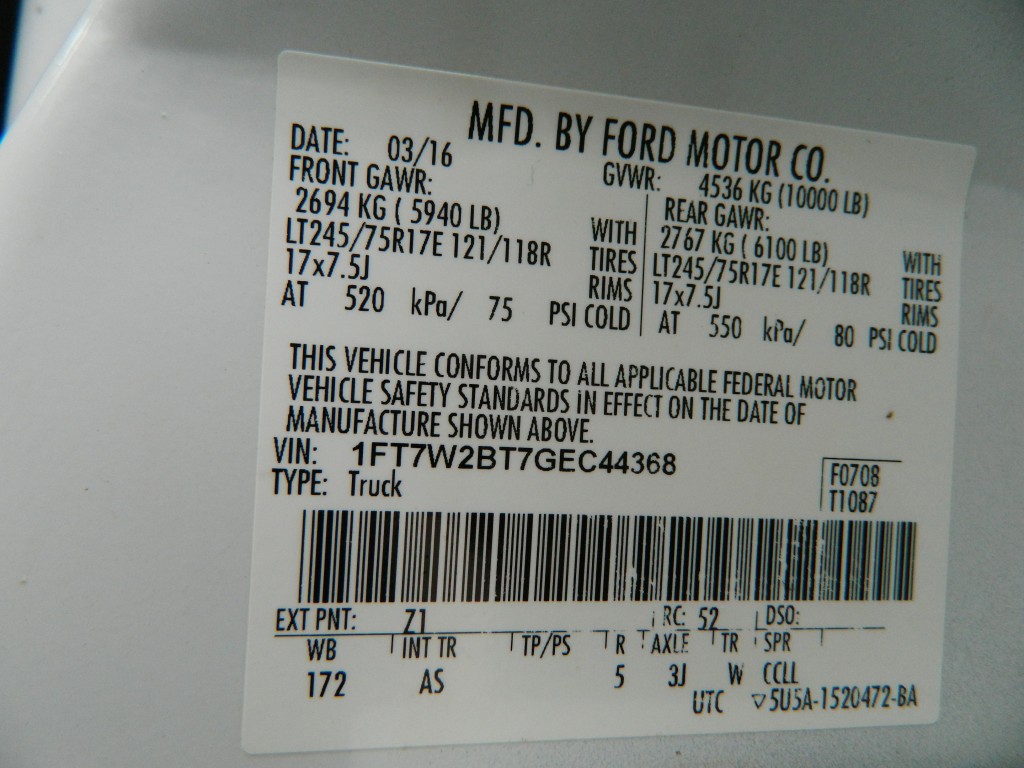 MFD. BY FORD MOTOR CO.
DATE: 03/16 GVWR: 4536 KG (10000 LB)
FRONT GAWR: REAR GAWR:
2694 KG ( 5940 LB) WITH 2767 KG ( 6100 LB) WITH
LT245/75R17E 121/118R TIRES LT245/75R17E 121/118R TIRES
17x7.5J RIMS 17x7.5J RIMS
AT 520 kPa/ 75 PSI COLD AT 550 kPa/ 80 PSI COLD
THIS VEHICLE CONFORMS TO ALL APPLICABLE FEDERAL MOTOR
VEHICLE SAFETY STANDARDS IN EFFECT ON THE DATE OF
MANUFACTURE SHOWN ABOVE.
VIN: 1FT7W2BT7GEC44368
TYPE: Truck
F0708
T1087
EXT PNT: Z1 RC: 52 DSO:
WB INT TR TP/PS R AXLE TR SPR
172 AS 5 3J W CCLL
UTC ▽5U5A-1520472-BA